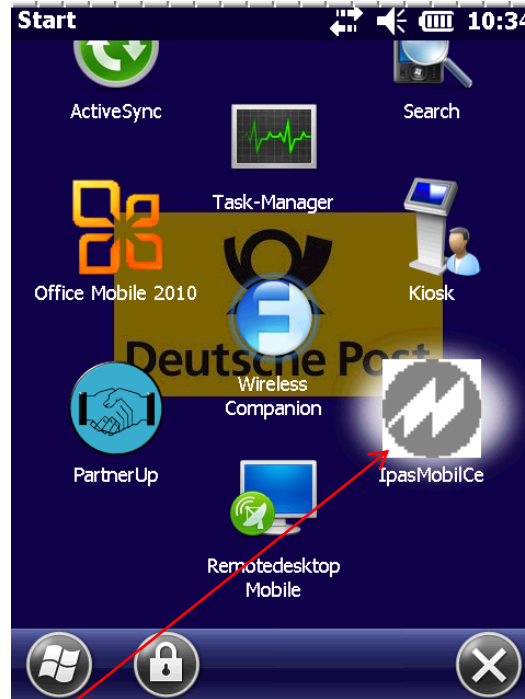 Start
10:34
ActiveSync
Search
Task-Manager
Office Mobile 2010
Kiosk
Deutsche Post
Wireless
Companion
PartnerUp
IpasMobilCe
Remotedesktop
Mobile